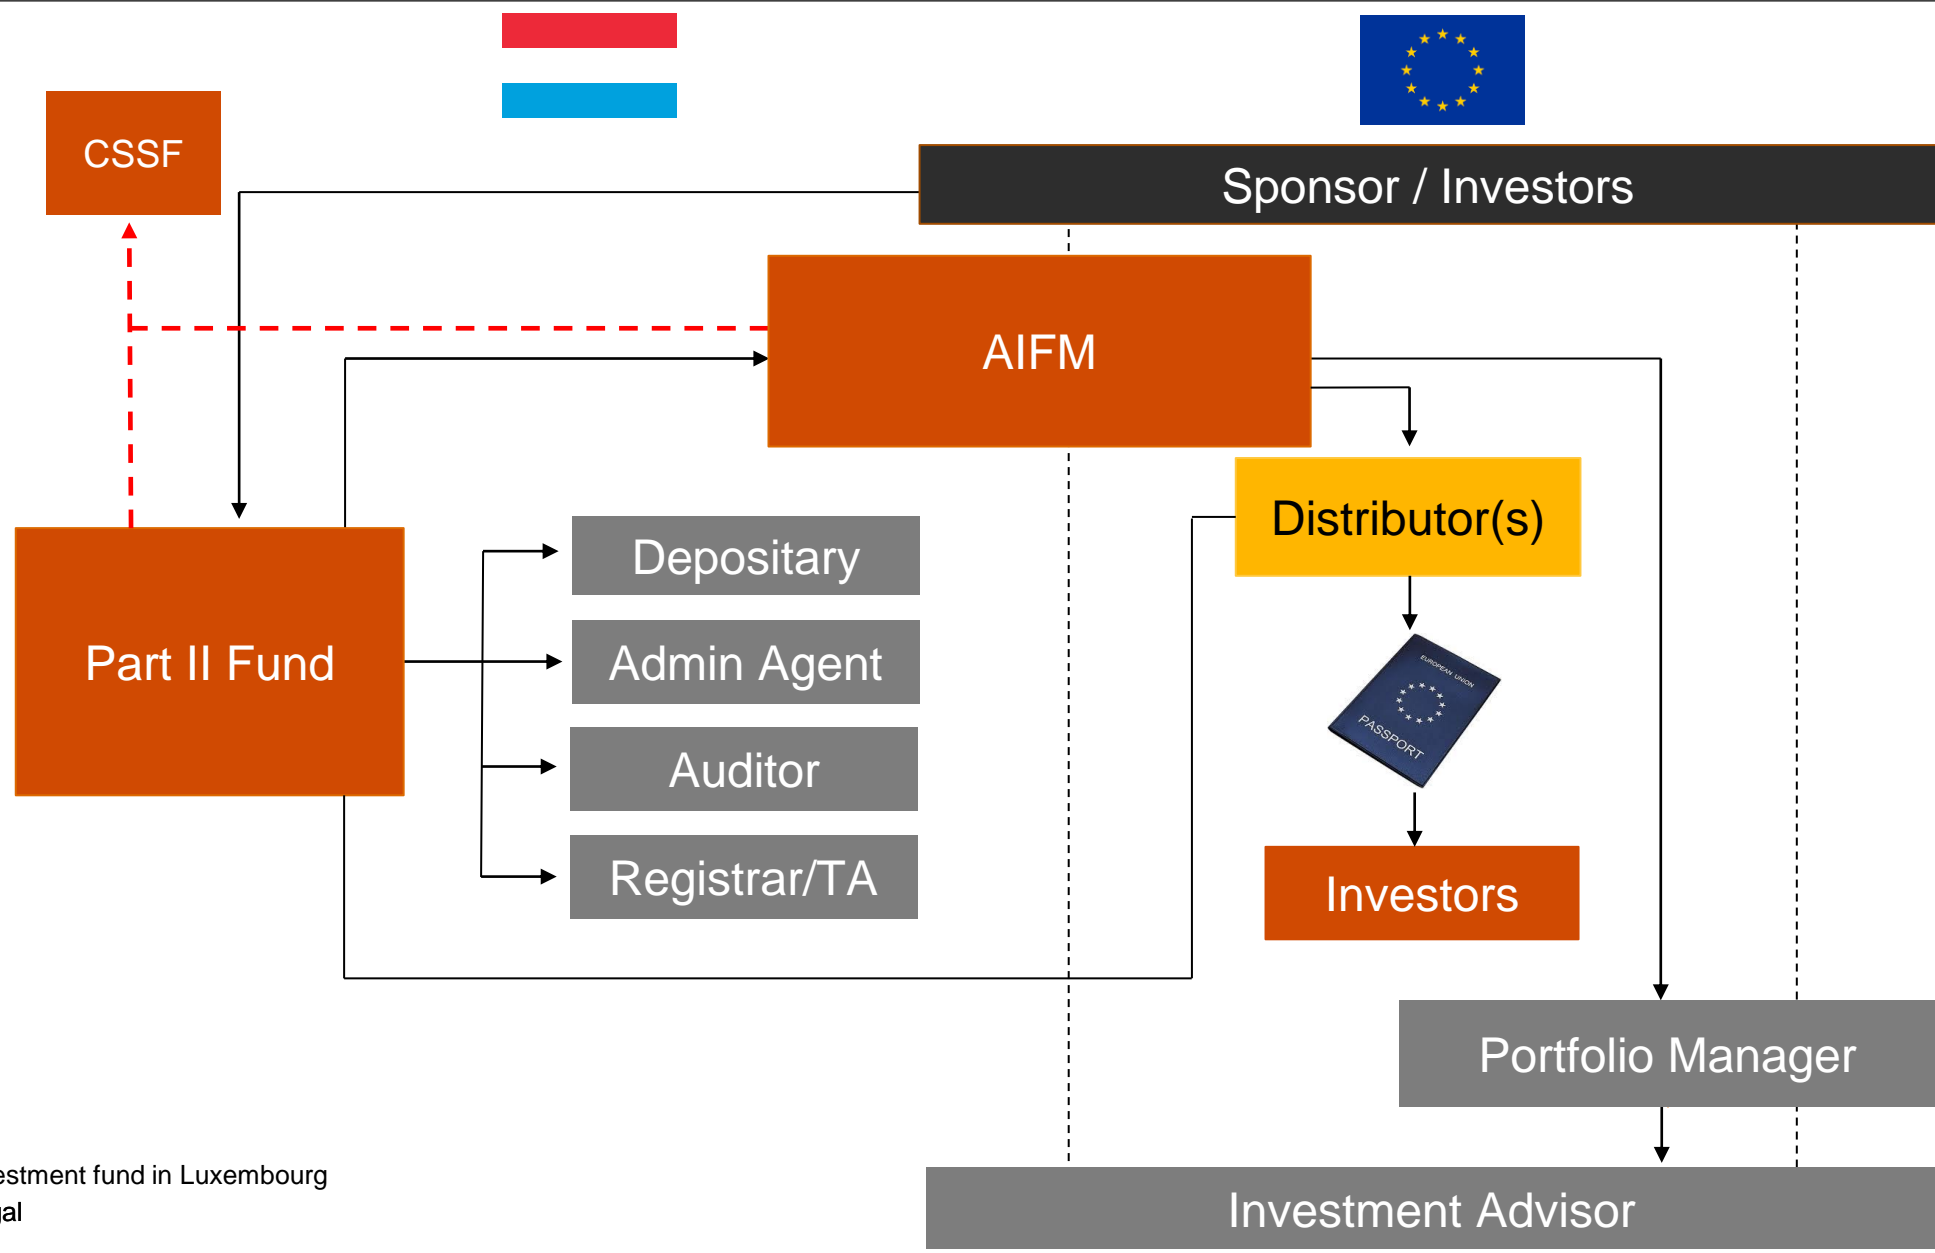 CSSF
Sponsor / Investors
AIFM
Distributor(s)
Depositary
Part II Fund
Admin Agent
EUROPEAN UNION
PASSPORT
Auditor
Registrar/TA
Investors
Portfolio Manager
estment fund in Luxembourg
gal
Investment Advisor